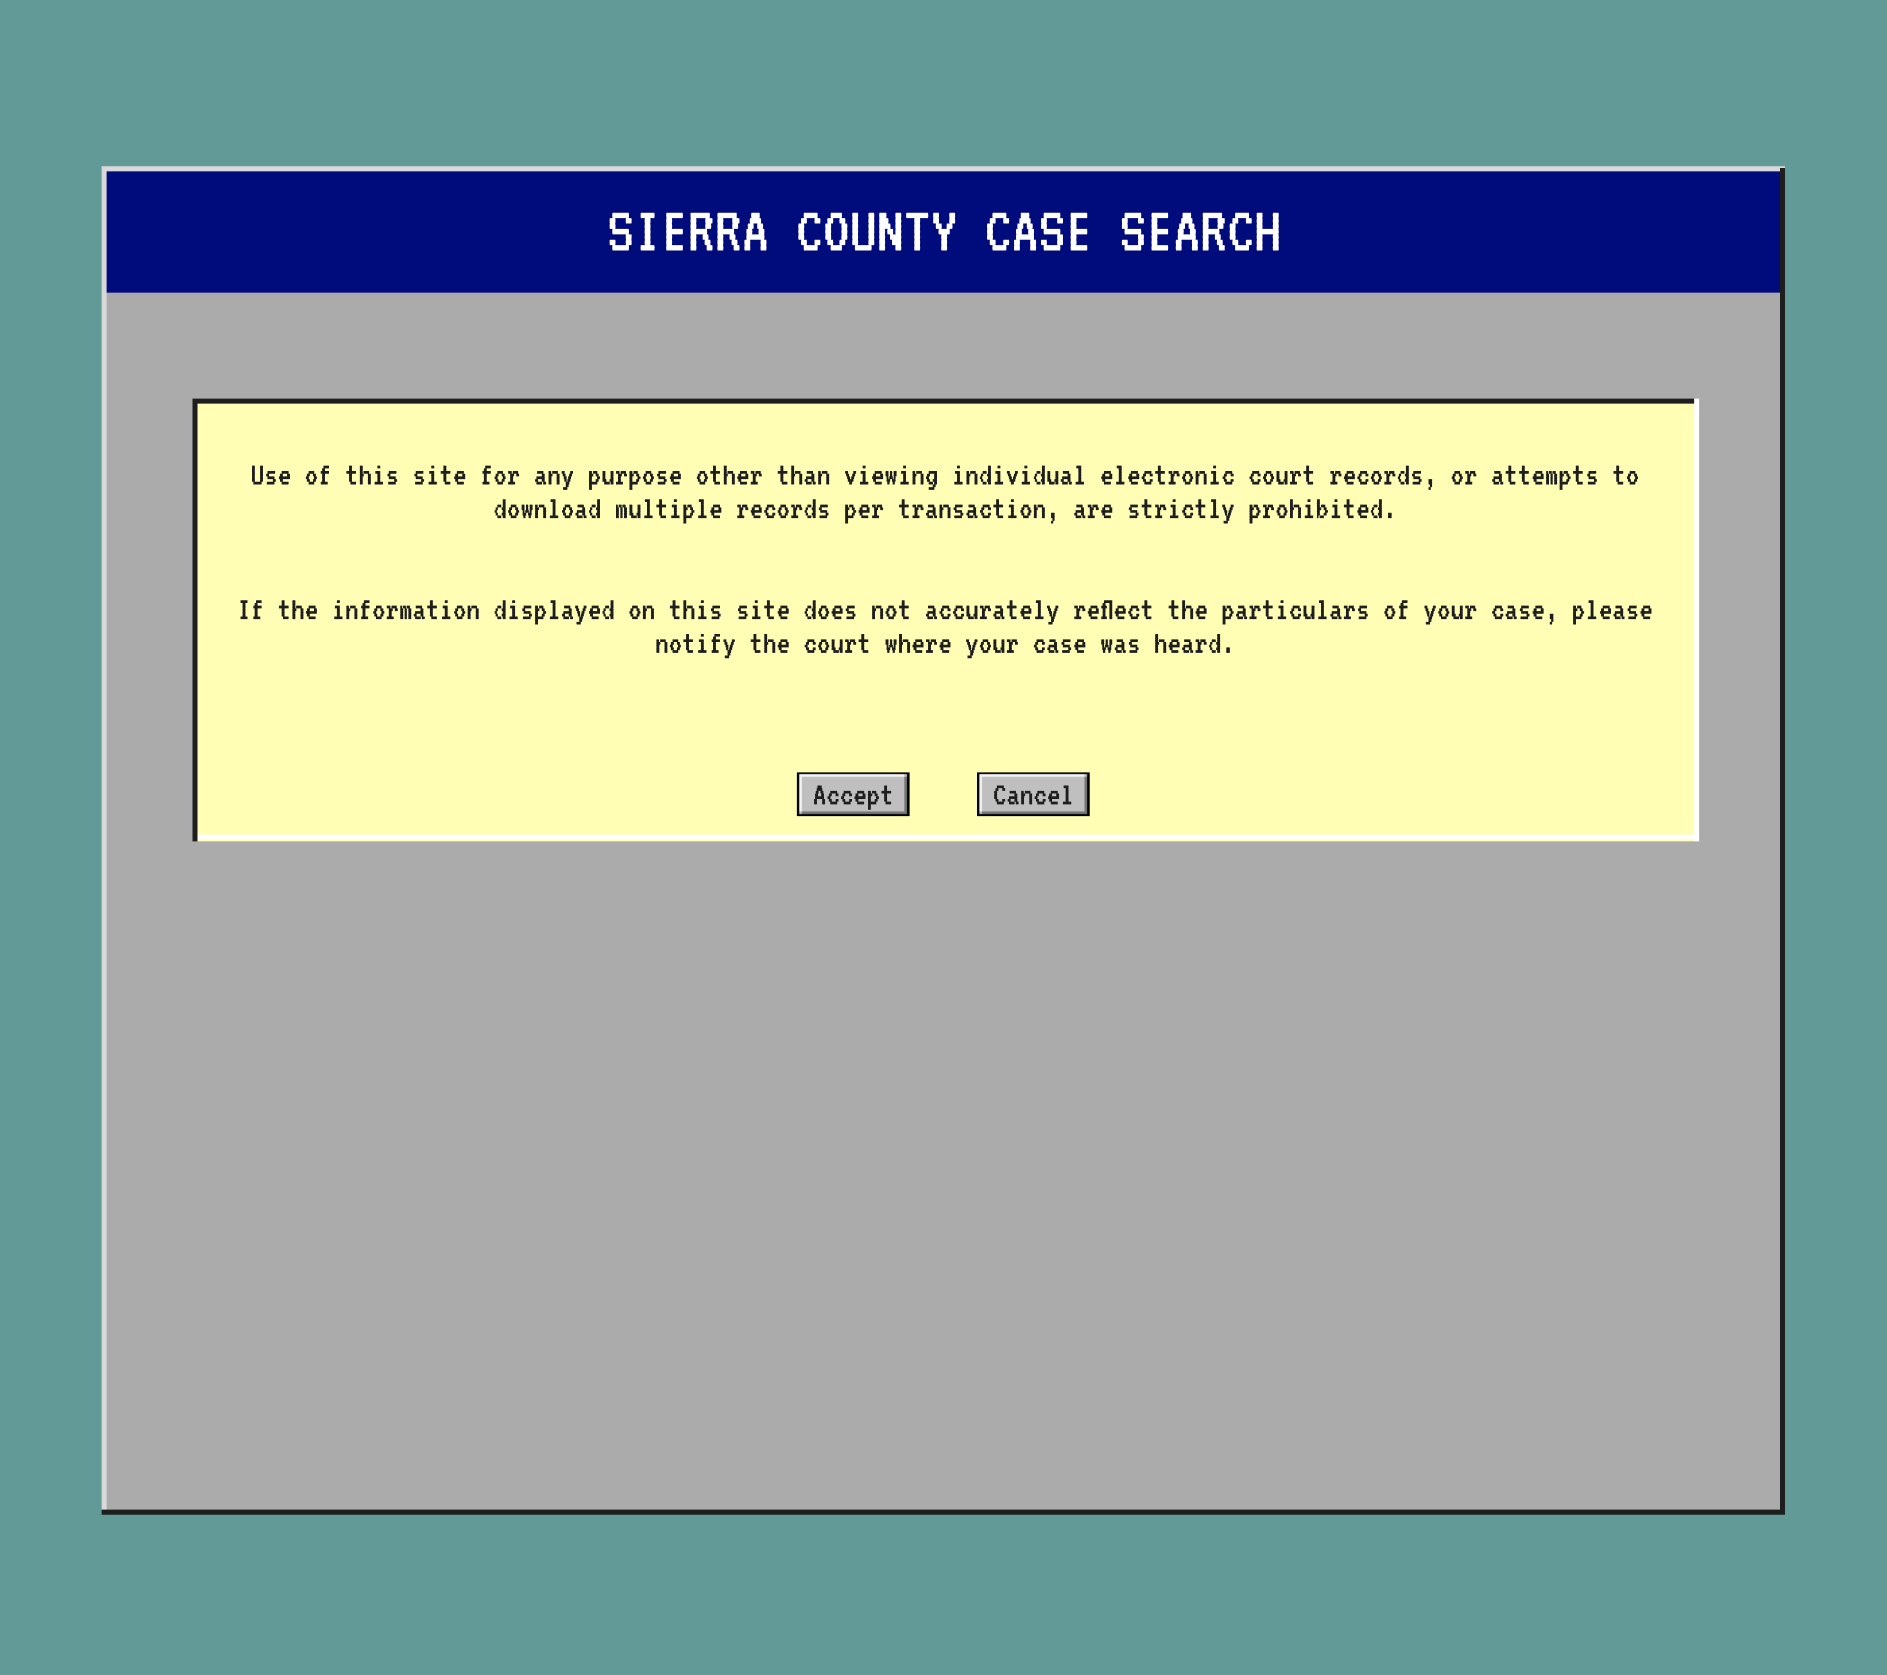 SIERRA COUNTY CASE SEARCH
Use of this site for any purpose other than viewing individual electronic court records, or attempts to
download multiple records per transaction, are strictly prohibited.
If the information displayed on this site does not accurately reflect the particulars of your case, please
notify the court where your case was heard.
Accept
Cancel